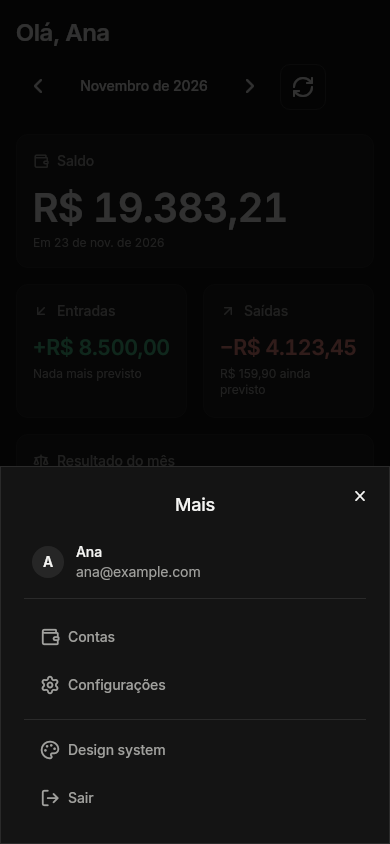 Olá, Ana
Novembro de 2026
Saldo
R$ 19.383,21
Em 23 de nov. de 2026
Entradas
+R$ 8.500,00
Nada mais previsto
Saídas
−R$ 4.123,45
R$ 159,90 ainda
previsto
Resultado do mês
Mais
A
Ana
ana@example.com
Contas
Configurações
Design system
Sair